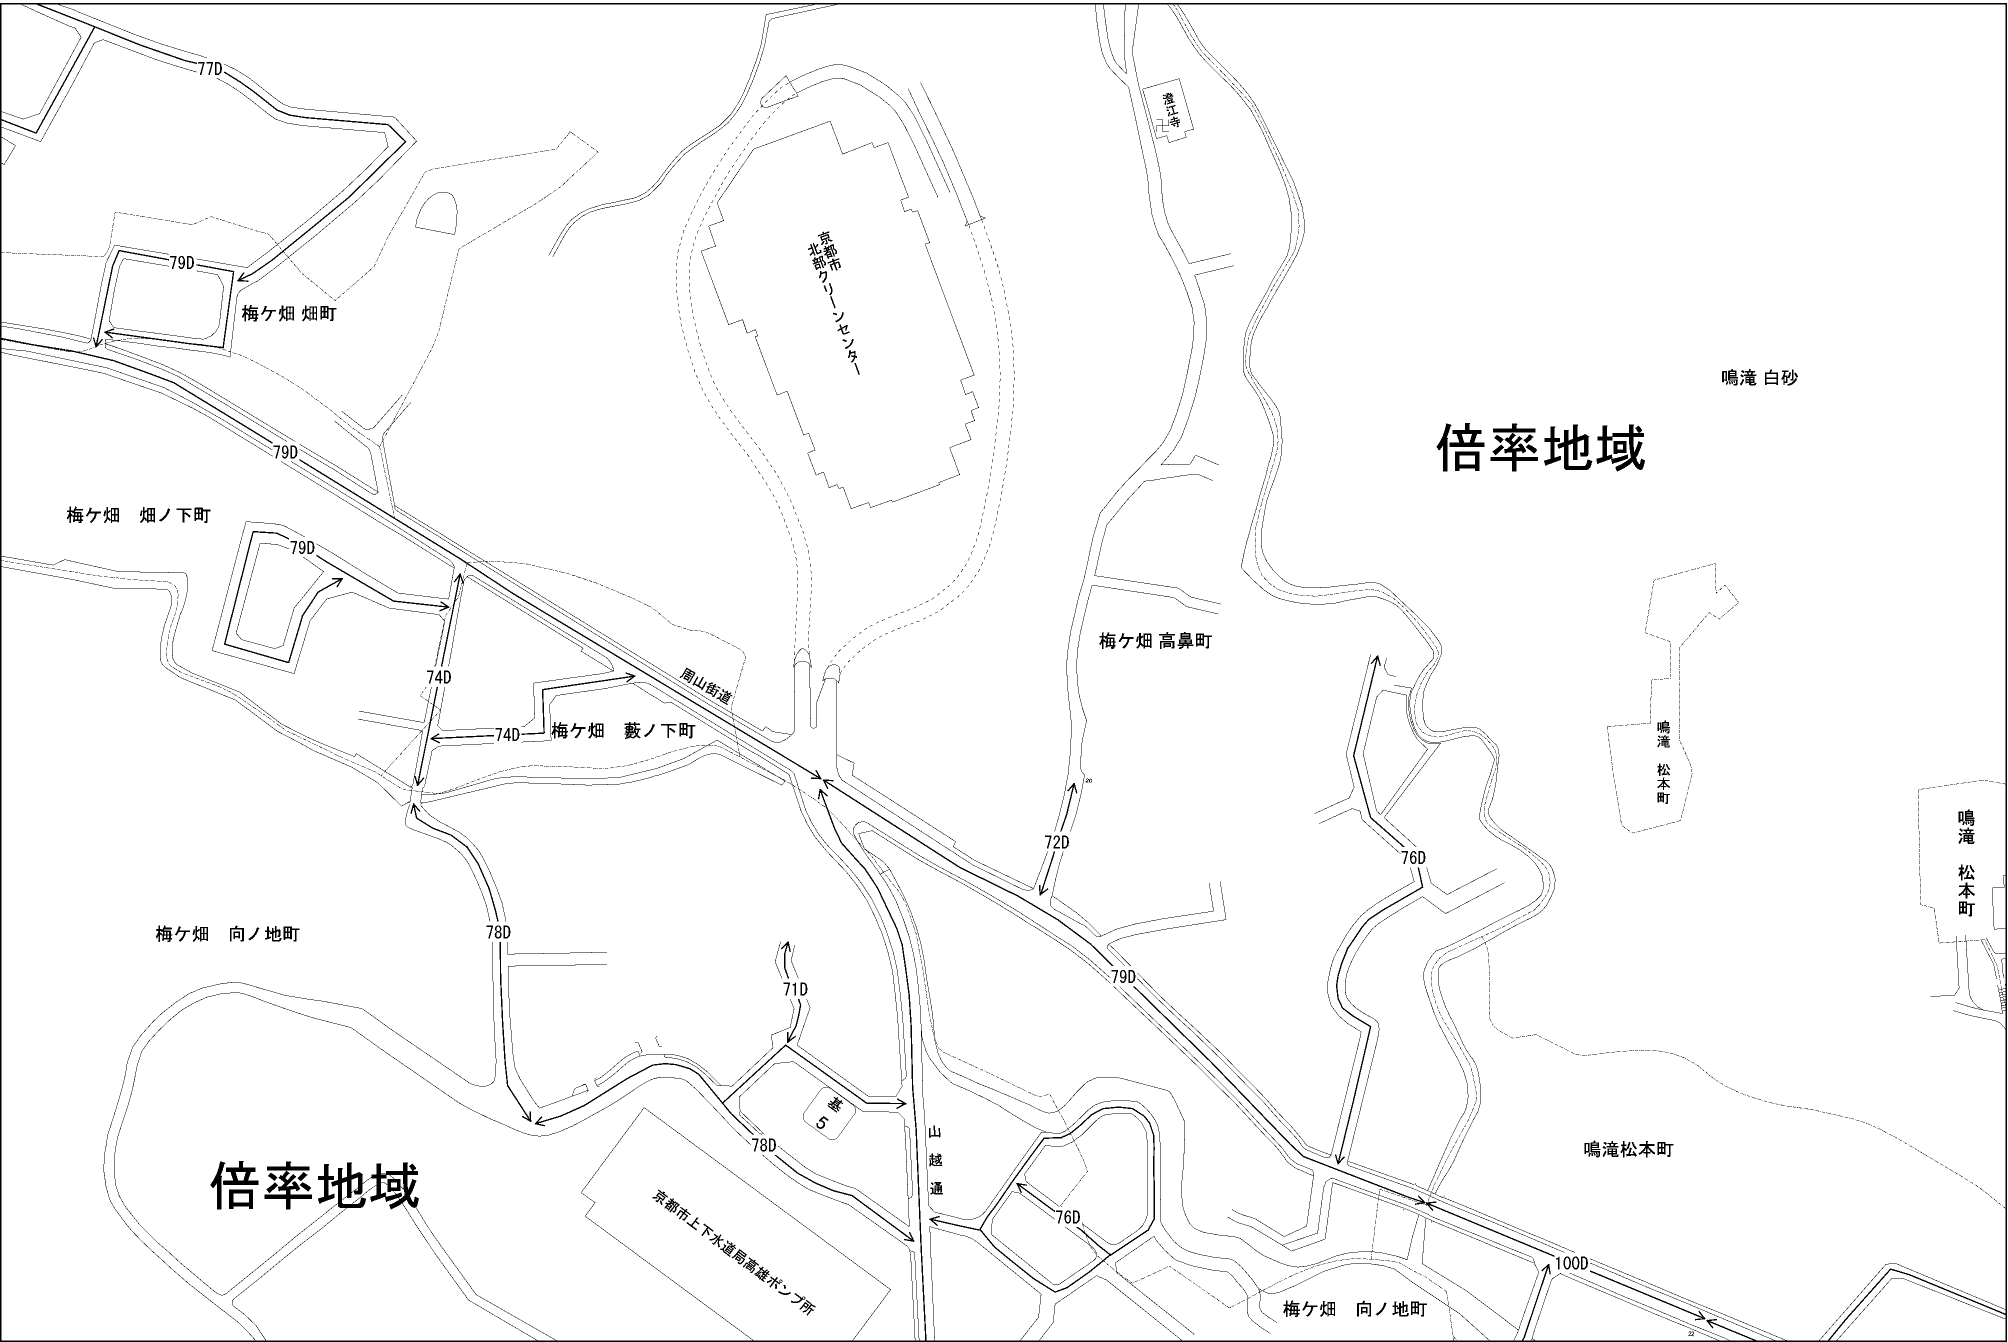 77D
澄江寺
京都市
北部クリーンセンター
79D
梅ケ畑 畑町
鳴滝 白砂
倍率地域
79D
梅ケ畑　畑ノ下町
79D
梅ケ畑 高鼻町
74D
周山街道
74D
梅ケ畑　藪ノ下町
鳴滝　松本町
20
鳴滝　松本町
72D
76D
78D
梅ケ畑　向ノ地町
79D
71D
基
5
山越通
78D
鳴滝松本町
倍率地域
76D
京都市上下水道局高雄ポンプ所
100D
梅ケ畑　向ノ地町
22